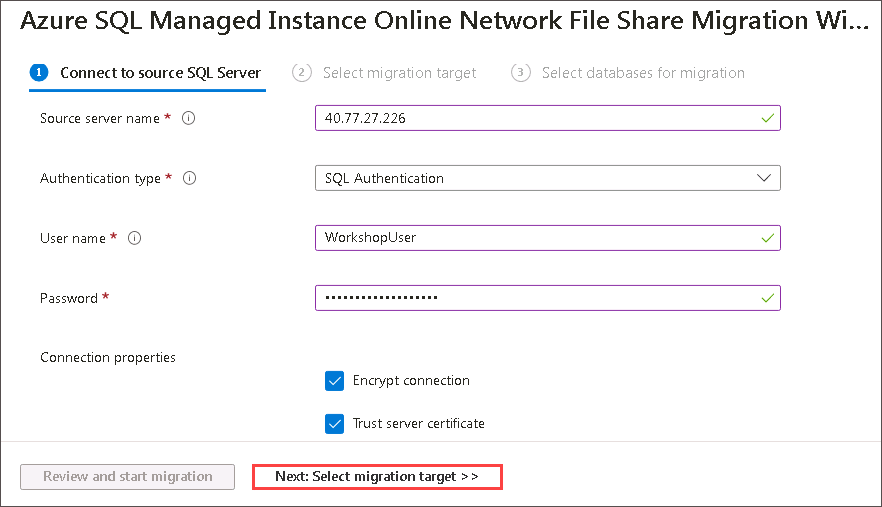 Azure SQL Managed Instance Online Network File Share Migration Wi...
1 Connect to source SQL Server 2 Select migration target 3 Select databases for migration
Source server name * 40.77.27.226
Authentication type * SQL Authentication
User name * WorkshopUser
Password * •••••••••••••••••••
Connection properties
Encrypt connection
Trust server certificate
Review and start migration Next: Select migration target >>